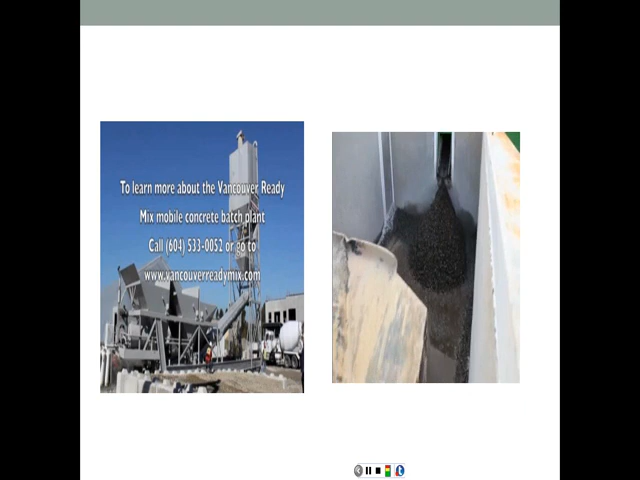 To learn more about the Vancouver Ready
Mix mobile concrete batch plant
Call (604) 533-0052 or go to
www.vancouverreadymix.com